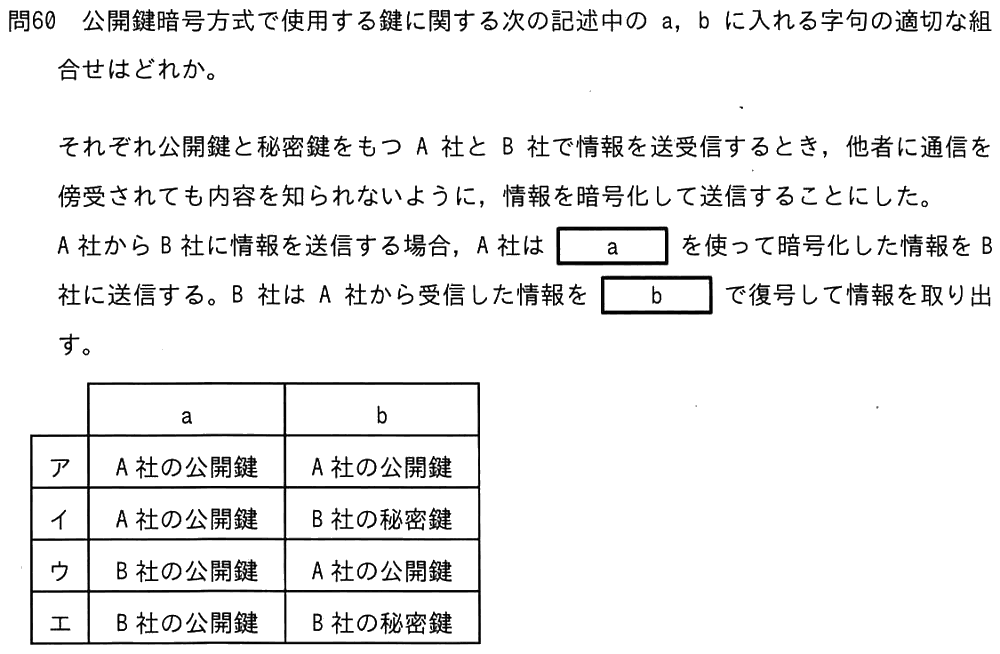 問60 公開鍵暗号方式で使用する鍵に関する次の記述中の a,b に入れる字句の適切な組
合せはどれか。
それぞれ公開鍵と秘密鍵をもつ A 社と B 社で情報を送受信するとき,他者に通信を
傍受されても内容を知られないように,情報を暗号化して送信することにした。
A 社から B 社に情報を送信する場合,A 社は a を使って暗号化した情報を B
社に送信する。B 社は A 社から受信した情報を b で復号して情報を取り出
す。
a b
ア A 社の公開鍵 A 社の公開鍵
イ A 社の公開鍵 B 社の秘密鍵
ウ B 社の公開鍵 A 社の公開鍵
エ B 社の公開鍵 B 社の秘密鍵